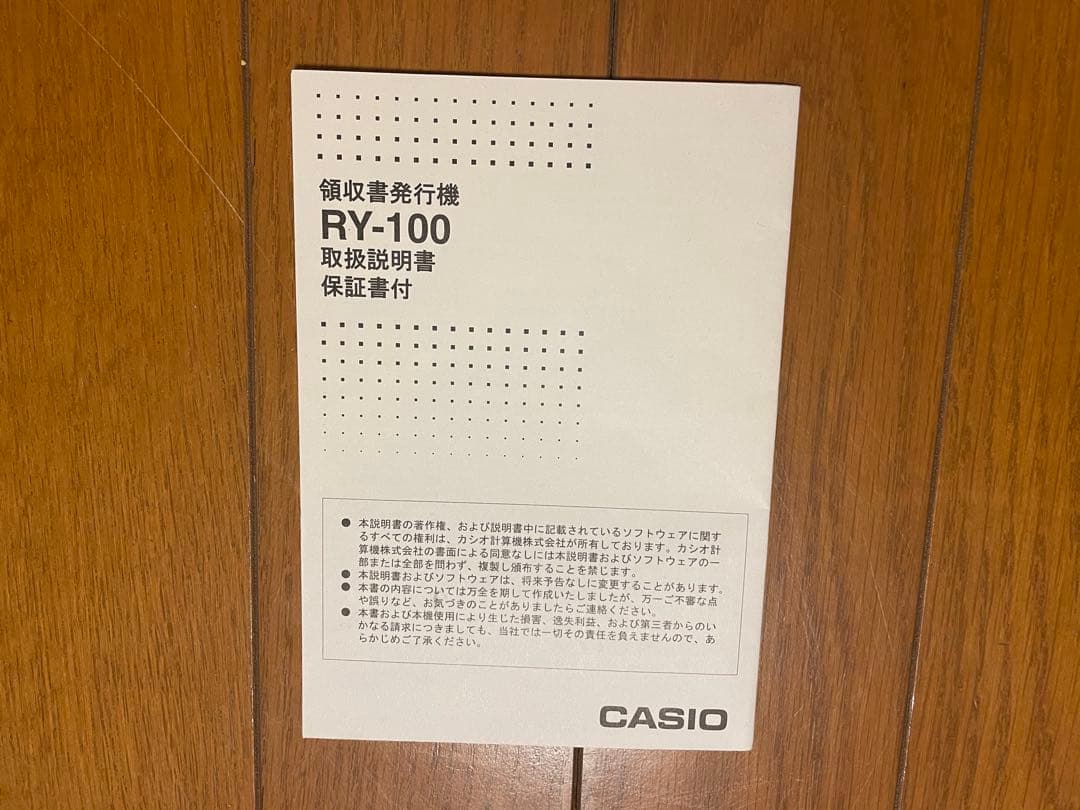 領収書発行機
RY-100
取扱説明書
保証書付
● 本説明書の著作権、および説明書中に記載されているソフトウェアに関す
るすべての権利は、カシオ計算機株式会社が所有しております。カシオ計
算機株式会社の書面による同意なしには本説明書およびソフトウェアの一
部または全部を問わず、複製し頒布することを禁じます。
● 本説明書およびソフトウェアは、将来予告なしに変更することがあります。
● 本書の内容については万全を期して作成いたしましたが、万一ご不審な点
や誤りなど、お気づきのことがありましたらご連絡ください。
● 本書および本機使用により生じた損害、逸失利益、および第三者からのい
かなる請求につきましても、当社では一切その責任を負えませんので、あ
らかじめご了承ください。
CASIO